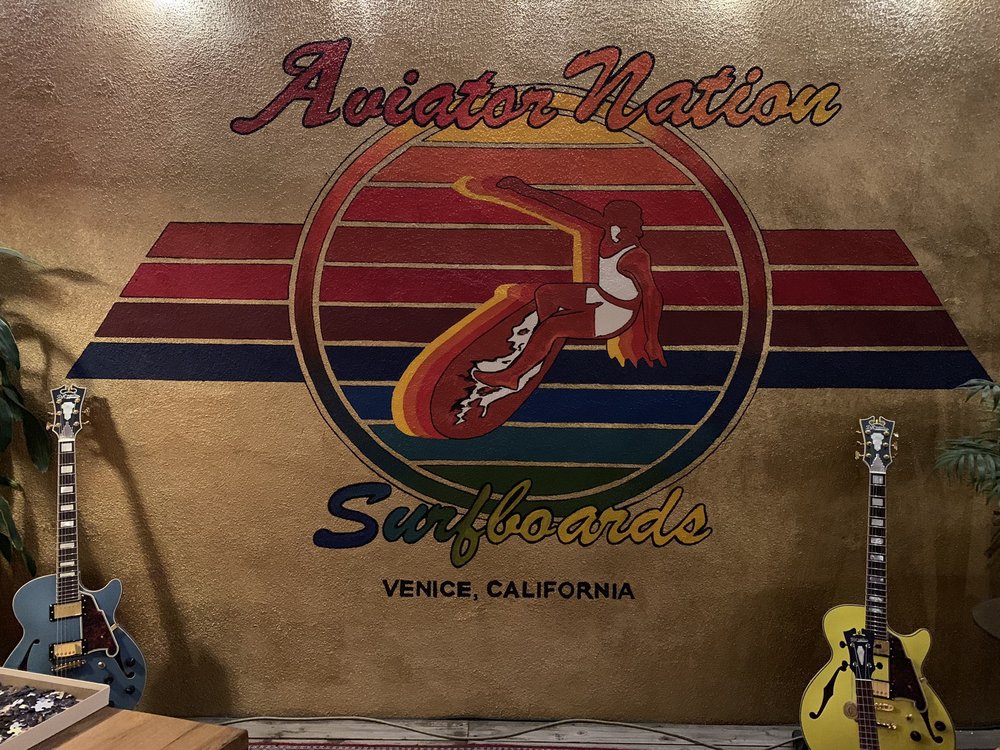 Aviator Nation
Surfboards
VENICE, CALIFORNIA